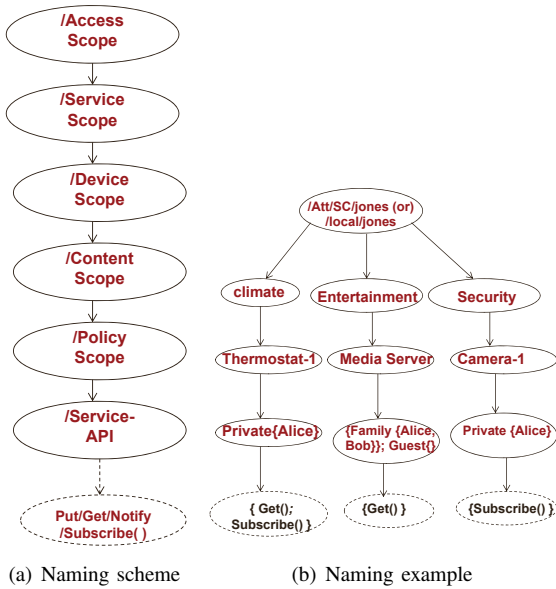 /Access
Scope
/Service
Scope
/Device
Scope
/Content
Scope
/Policy
Scope
/Service-
API
Put/Get/Notify
/Subscribe( )
(a) Naming scheme
/Att/SC/jones (or)
/local/jones
climate
Entertainment
Security
Thermostat-1
Media Server
Camera-1
Private{Alice}
{Family {Alice,
Bob}}; Guest{}
Private {Alice}
{ Get();
Subscribe() }
{Get() }
{Subscribe() }
(b) Naming example